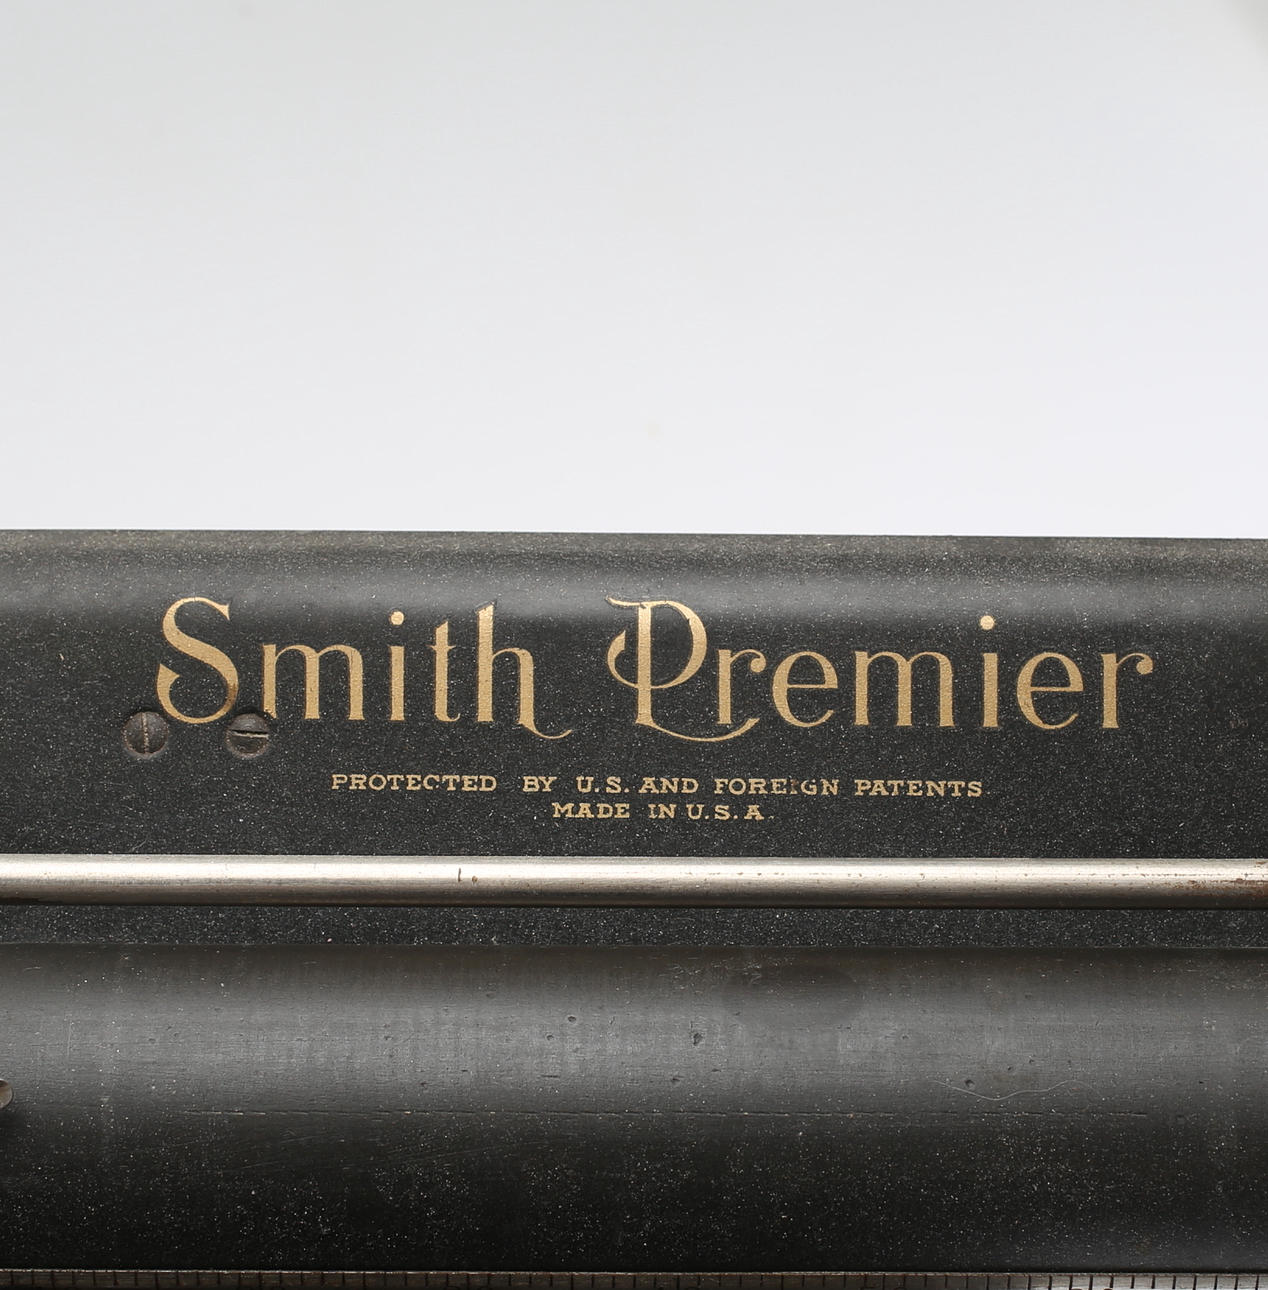 Smith Premier
PROTECTED BY U.S. AND FOREIGN PATENTS
MADE IN U.S.A.